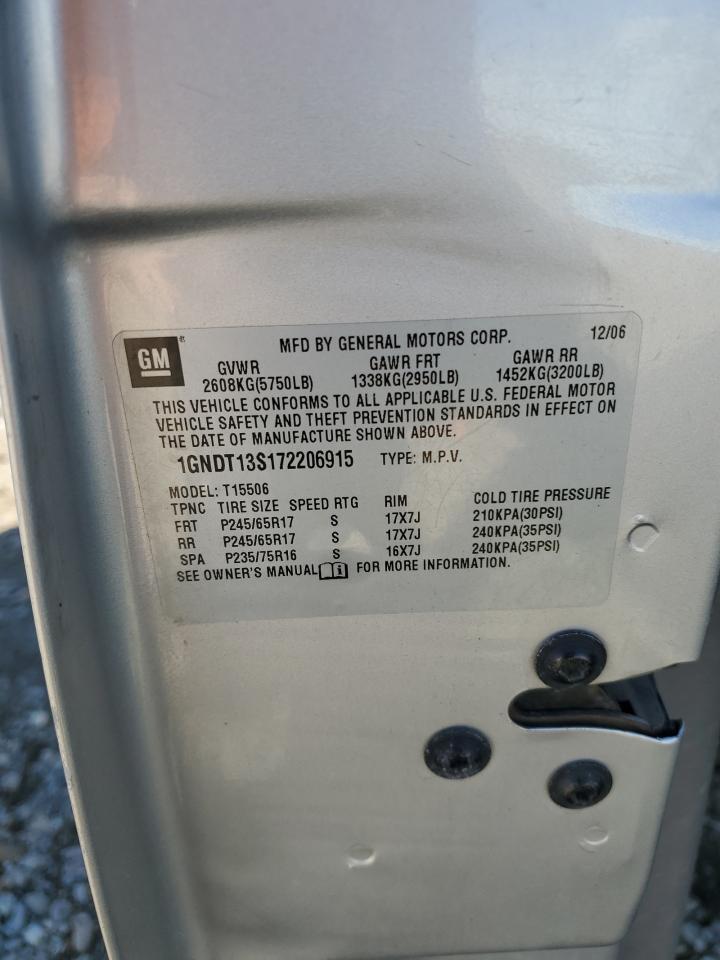 GM ® MFD BY GENERAL MOTORS CORP. 12/06
GVWR GAWR FRT GAWR RR
2608KG(5750LB) 1338KG(2950LB) 1452KG(3200LB)
THIS VEHICLE CONFORMS TO ALL APPLICABLE U.S. FEDERAL MOTOR
VEHICLE SAFETY AND THEFT PREVENTION STANDARDS IN EFFECT ON
THE DATE OF MANUFACTURE SHOWN ABOVE.
1GNDT13S172206915 TYPE: M.P.V.
MODEL: T15506
TPNC TIRE SIZE SPEED RTG RIM COLD TIRE PRESSURE
FRT P245/65R17 S 17X7J 210KPA(30PSI)
RR P245/65R17 S 17X7J 240KPA(35PSI)
SPA P235/75R16 S 16X7J 240KPA(35PSI)
SEE OWNER'S MANUAL i FOR MORE INFORMATION.